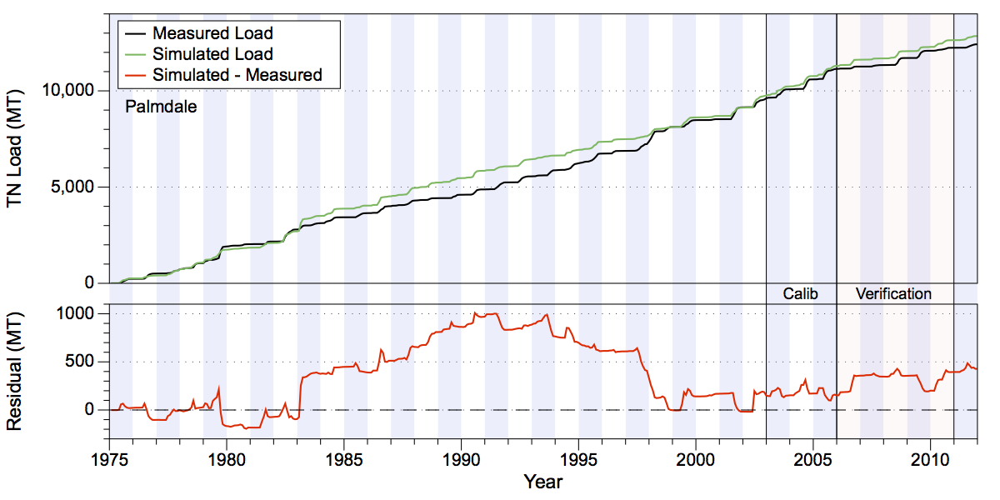 Measured Load
Simulated Load
Simulated - Measured
Palmdale
TN Load (MT)
10,000
5,000
0
Calib
Verification
Residual (MT)
1000
500
0
1975
1980
1985
1990
1995
2000
2005
2010
Year